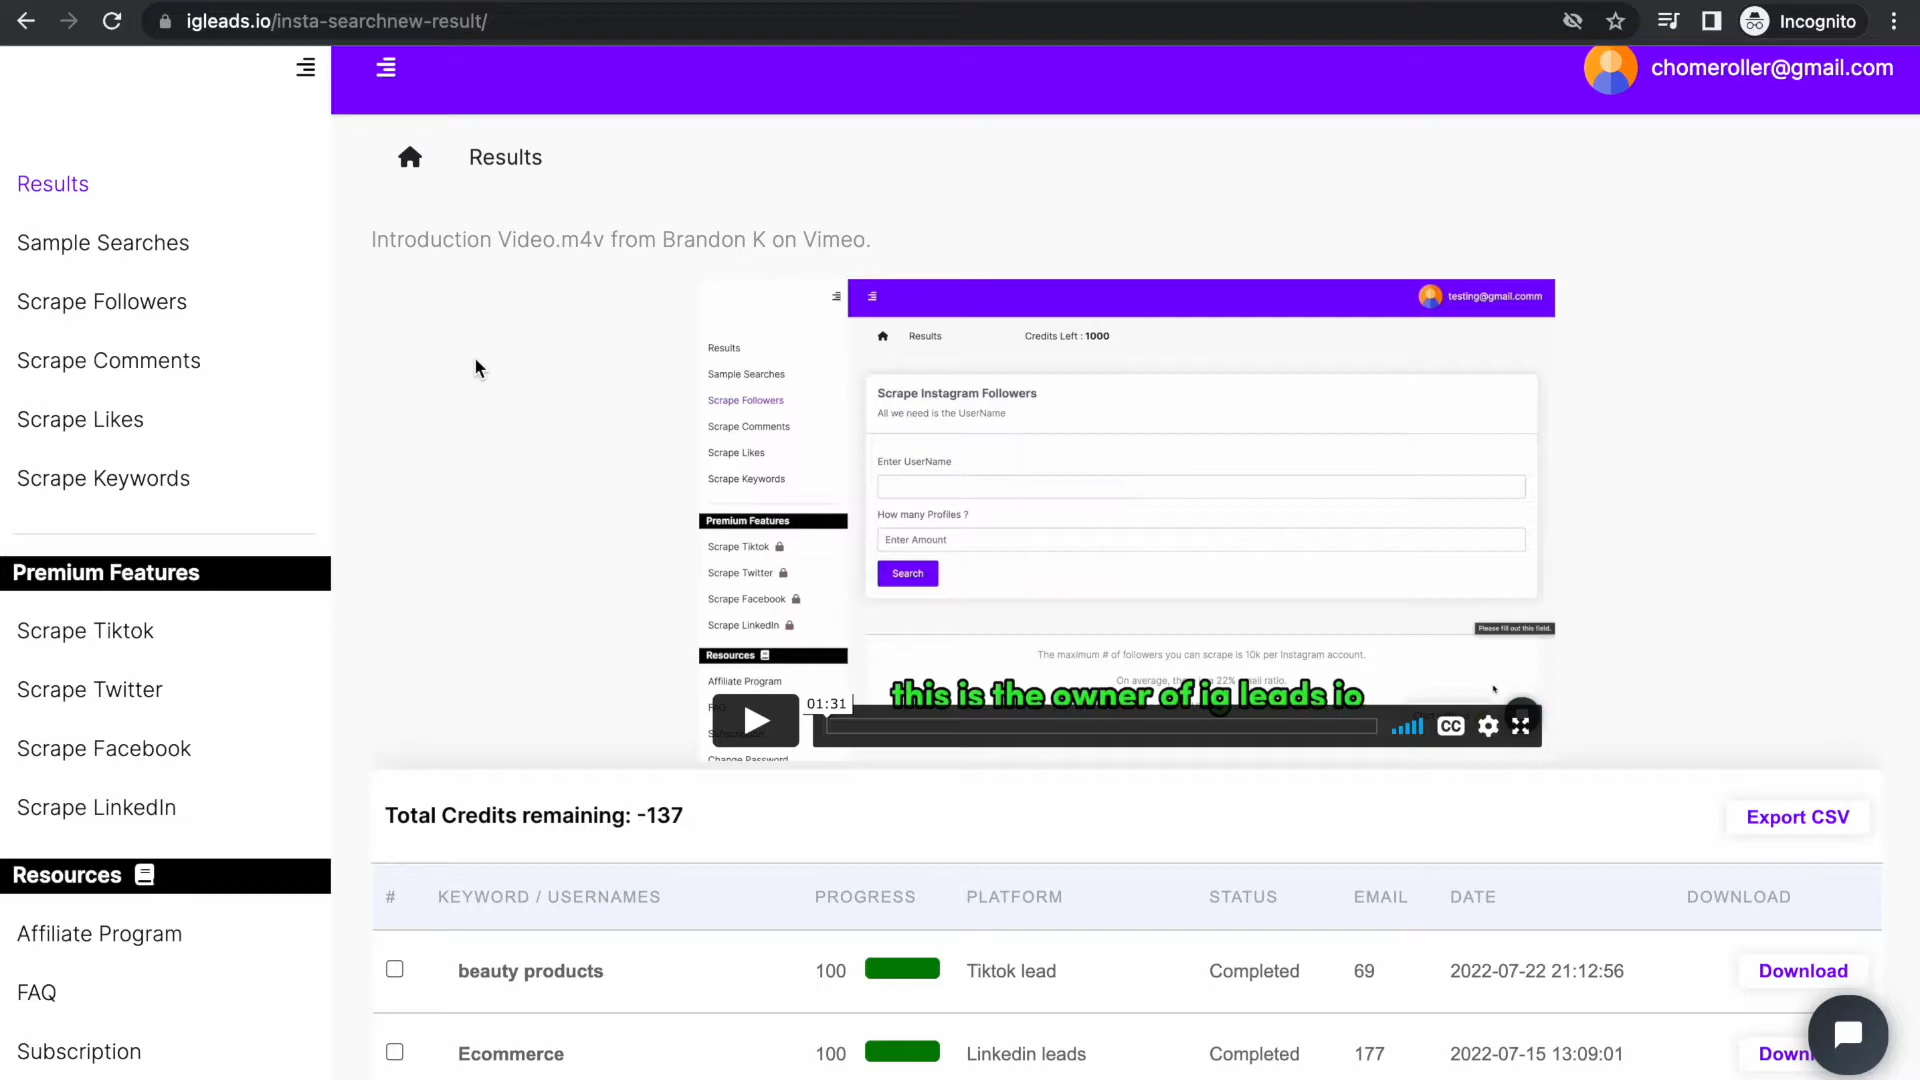 igleads.io/insta-searchnew-result/
Incognito
chomeroller@gmail.com
Results
Results
Sample Searches
Scrape Followers
Scrape Comments
Scrape Likes
Scrape Keywords
Premium Features
Scrape Tiktok
Scrape Twitter
Scrape Facebook
Scrape LinkedIn
Resources
Affiliate Program
FAQ
Subscription
Introduction Video.m4v from Brandon K on Vimeo.
testing@gmail.comm
Results
Credits Left : 1000
Results
Sample Searches
Scrape Followers
Scrape Comments
Scrape Likes
Scrape Keywords
Premium Features
Scrape Tiktok
Scrape Twitter
Scrape Facebook
Scrape LinkedIn
Resources
Affiliate Program
Change Password
Scrape Instagram Followers
All we need is the UserName
Enter UserName
How many Profiles ?
Enter Amount
Search
Please fill out this field.
The maximum # of followers you can scrape is 10k per Instagram account.
On average, there is a 22% email ratio.
this is the owner of ig leads io
01:31
CC
Total Credits remaining: -137
Export CSV
# KEYWORD / USERNAMES PROGRESS PLATFORM STATUS EMAIL DATE DOWNLOAD
beauty products 100 Tiktok lead Completed 69 2022-07-22 21:12:56 Download
Ecommerce 100 Linkedin leads Completed 177 2022-07-15 13:09:01